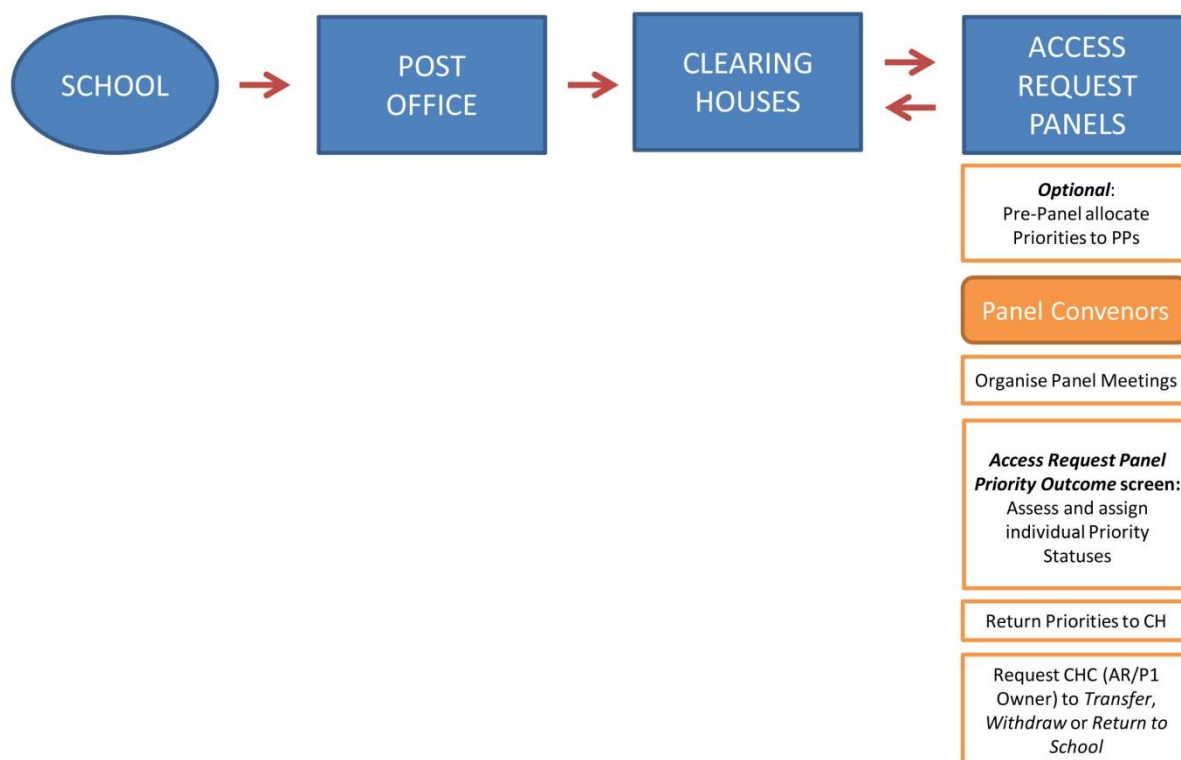 SCHOOL
POST
OFFICE
CLEARING
HOUSES
ACCESS
REQUEST
PANELS
Optional:
Pre-Panel allocate
Priorities to PPs
Panel Convenors
Organise Panel Meetings
Access Request Panel
Priority Outcome screen:
Assess and assign
individual Priority
Statuses
Return Priorities to CH
Request CHC (AR/P1
Owner) to Transfer,
Withdraw or Return to
School